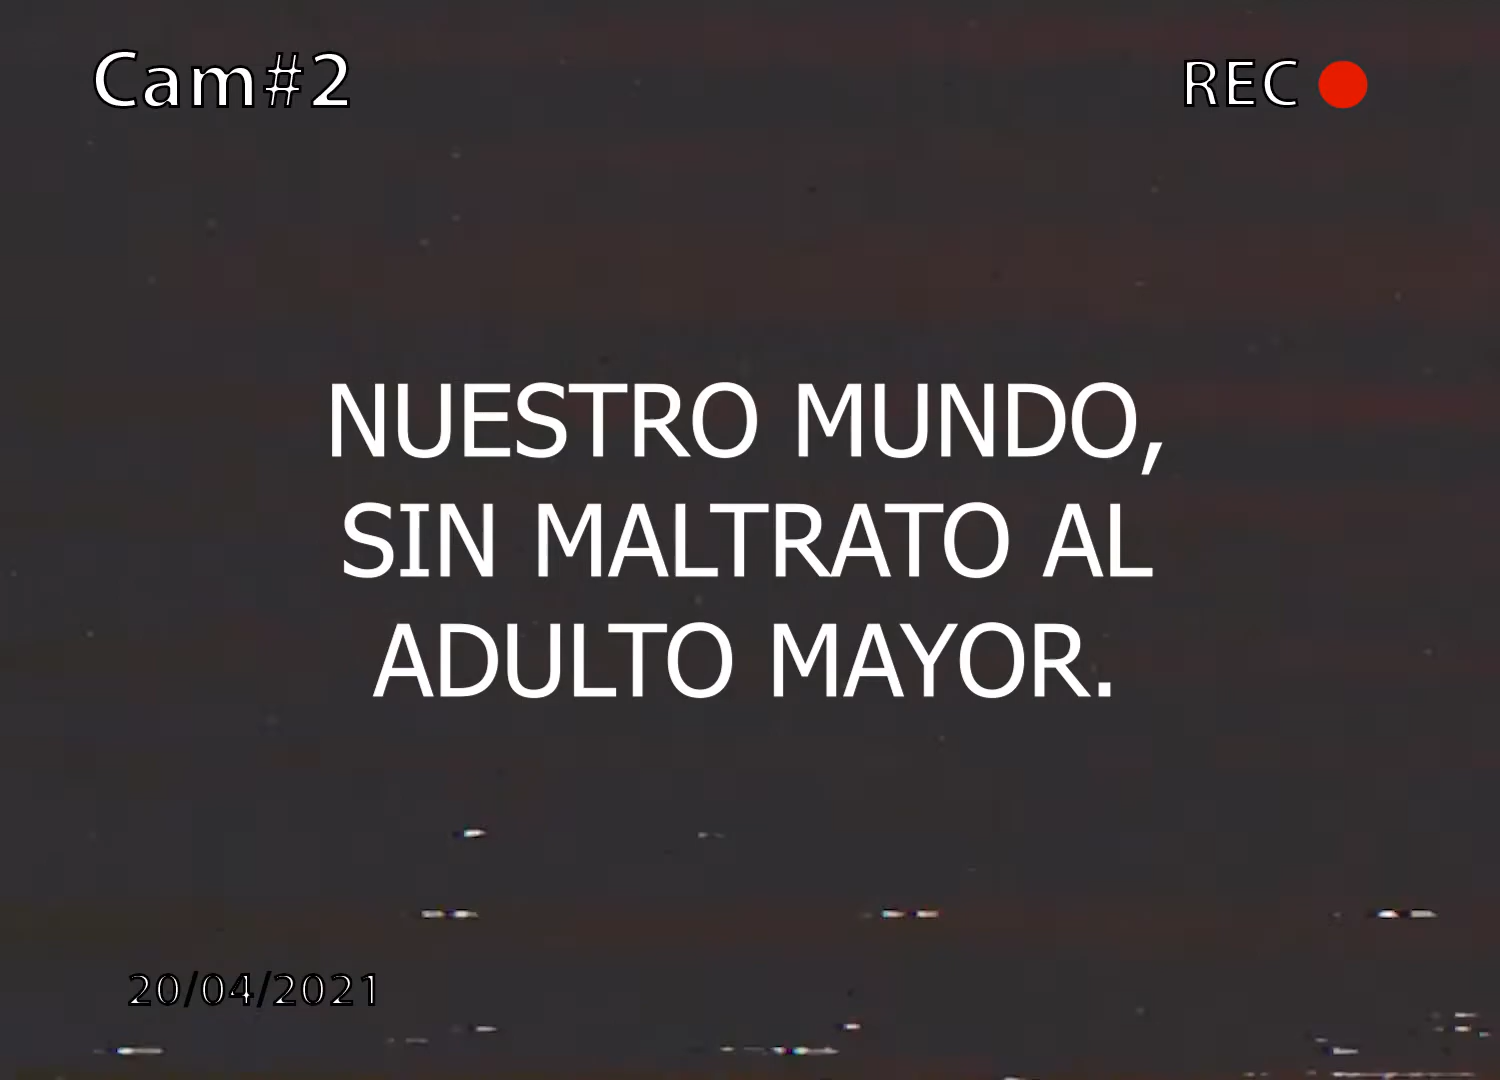 Cam#2
REC
NUESTRO MUNDO,
SIN MALTRATO AL
ADULTO MAYOR.
20/04/2021